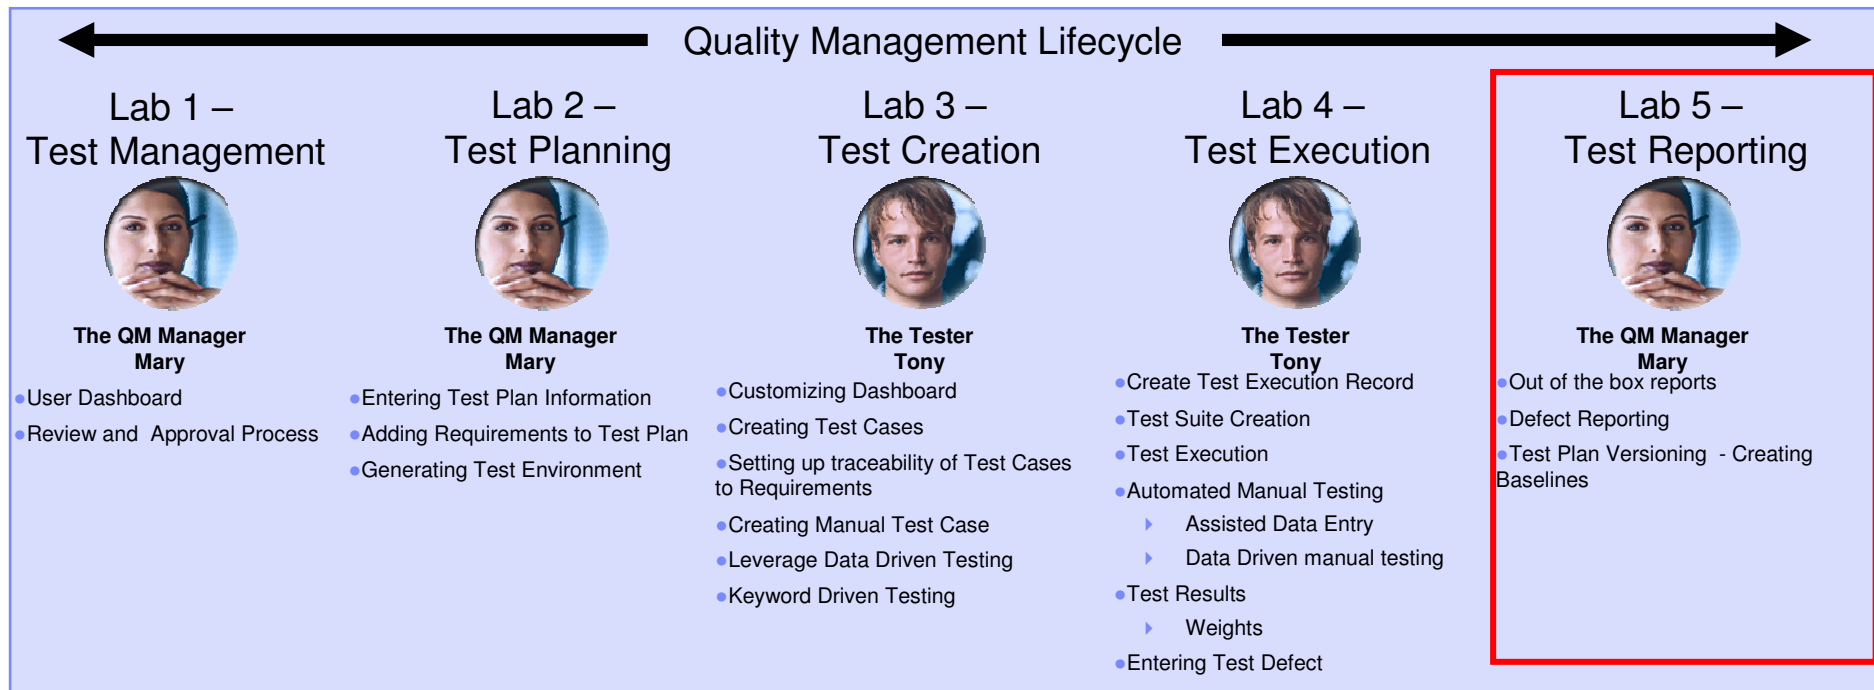 Quality Management Lifecycle
Lab 1 –
Test Management
The QM Manager
Mary
●User Dashboard
●Review and Approval Process
Lab 2 –
Test Planning
The QM Manager
Mary
●Entering Test Plan Information
●Adding Requirements to Test Plan
●Generating Test Environment
Lab 3 –
Test Creation
The Tester
Tony
●Customizing Dashboard
●Creating Test Cases
●Setting up traceability of Test Cases
to Requirements
●Creating Manual Test Case
●Leverage Data Driven Testing
●Keyword Driven Testing
Lab 4 –
Test Execution
The Tester
Tony
●Create Test Execution Record
●Test Suite Creation
●Test Execution
●Automated Manual Testing
Assisted Data Entry
Data Driven manual testing
●Test Results
Weights
●Entering Test Defect
Lab 5 –
Test Reporting
The QM Manager
Mary
●Out of the box reports
●Defect Reporting
●Test Plan Versioning - Creating
Baselines